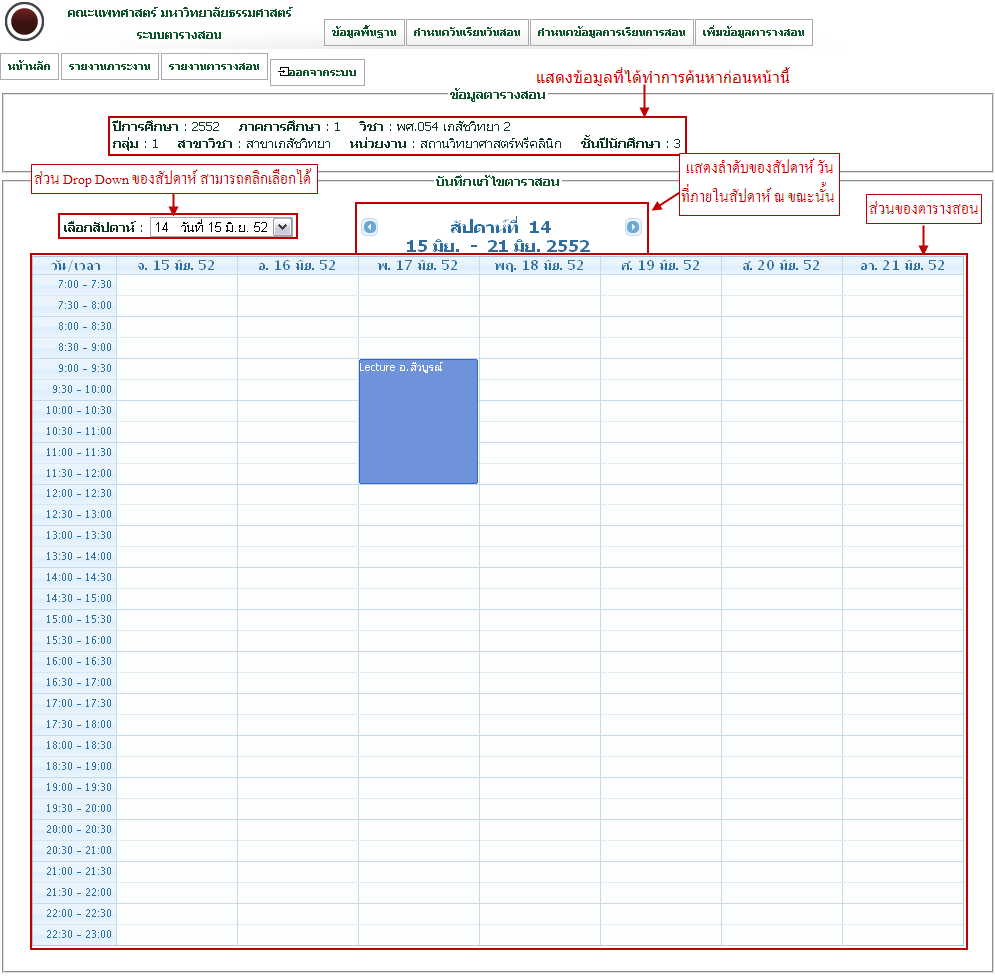 คณะแพทศาสตร์ มหาวิทยาลัยธรรมศาสตร์
ระบบตารางสอน
ข้อมูลพื้นฐาน กำหนดวันเรียนวันสอน กำหนดข้อมูลการเรียนการสอน เพิ่มข้อมูลตารางสอน
หน้าหลัก รายงานภาระงาน รายงานตารางสอน ออกจากระบบ
แสดงข้อมูลที่ได้ทำการค้นหาก่อนหน้านี้
ข้อมูลตารางสอน
ปีการศึกษา : 2552 ภาคการศึกษา : 1 วิชา : พศ.054 เภสัชวิทยา 2
กลุ่ม : 1 สาขาวิชา : สาขาเภสัชวิทยา หน่วยงาน : สถานวิทยาศาสตร์พรีคลินิก ชั้นปีนักศึกษา : 3
ส่วน Drop Down ของสัปดาห์ สามารถคลิกเลือกได้
บันทึกแก้ไขตาราสอน
แสดงลำดับของสัปดาห์ วัน
ที่ภายในสัปดาห์ ณ ขณะนั้น
ส่วนของตารางสอน
เลือกสัปดาห์ : 14 วันที่ 15 มิ.ย. 52
สัปดาห์ที่ 14
15 มิย. - 21 มิย. 2552
วัน/เวลา จ. 15 มิย. 52 อ. 16 มิย. 52 พ. 17 มิย. 52 พฤ. 18 มิย. 52 ศ. 19 มิย. 52 ส. 20 มิย. 52 อา. 21 มิย. 52
7:00 - 7:30
7:30 - 8:00
8:00 - 8:30
8:30 - 9:00
9:00 - 9:30 Lecture อ.สิวบูรณ์
9:30 - 10:00
10:00 - 10:30
10:30 - 11:00
11:00 - 11:30
11:30 - 12:00
12:00 - 12:30
12:30 - 13:00
13:00 - 13:30
13:30 - 14:00
14:00 - 14:30
14:30 - 15:00
15:00 - 15:30
15:30 - 16:00
16:00 - 16:30
16:30 - 17:00
17:00 - 17:30
17:30 - 18:00
18:00 - 18:30
18:30 - 19:00
19:00 - 19:30
19:30 - 20:00
20:00 - 20:30
20:30 - 21:00
21:00 - 21:30
21:30 - 22:00
22:00 - 22:30
22:30 - 23:00